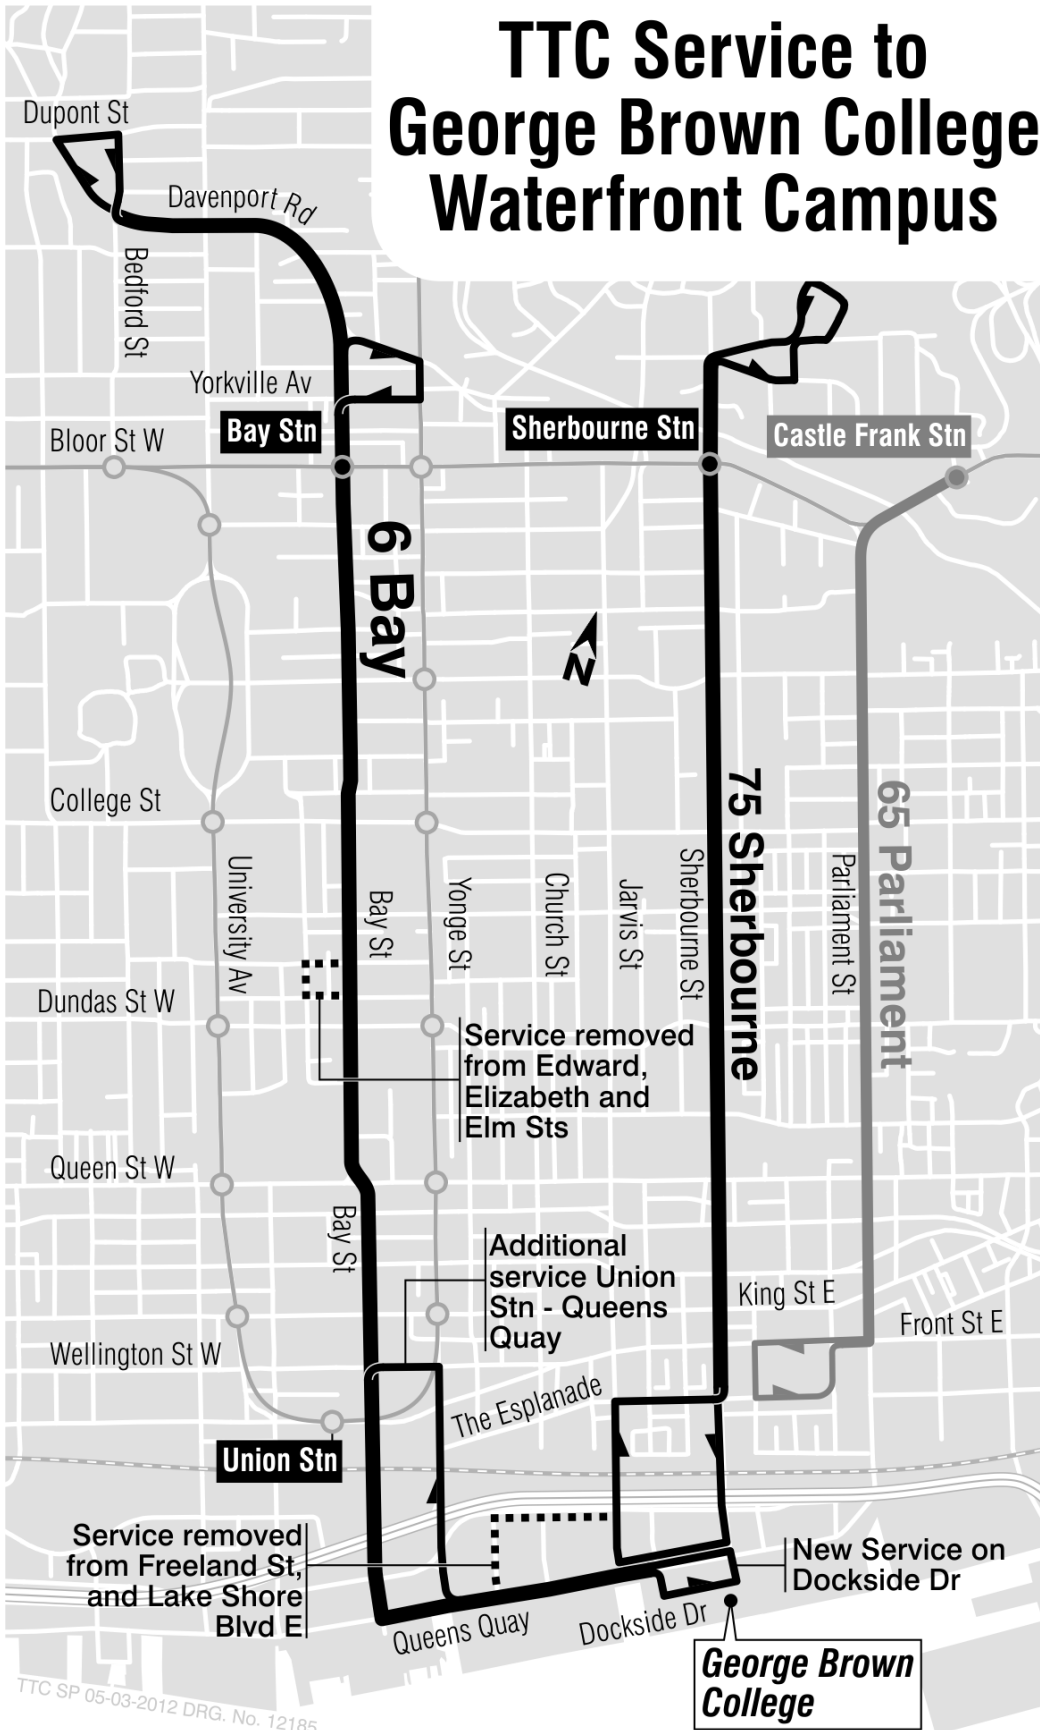 TTC Service to
George Brown College
Waterfront Campus
Dupont St
Davenport Rd
Bedford St
Yorkville Av
Bay Stn
Bloor St W
Sherbourne Stn
Castle Frank Stn
6 Bay
N
75 Sherbourne
65 Parliament
College St
University Av
Bay St
Yonge St
Church St
Jarvis St
Sherbourne St
Parliament St
Dundas St W
Service removed
from Edward,
Elizabeth and
Elm Sts
Queen St W
Bay St
Additional
service Union
Stn - Queens
Quay
King St E
Front St E
Wellington St W
The Esplanade
Union Stn
Service removed
from Freeland St,
and Lake Shore
Blvd E
New Service on
Dockside Dr
Queens Quay
Dockside Dr
George Brown
College
TTC SP 05-03-2012 DRG. No. 12185